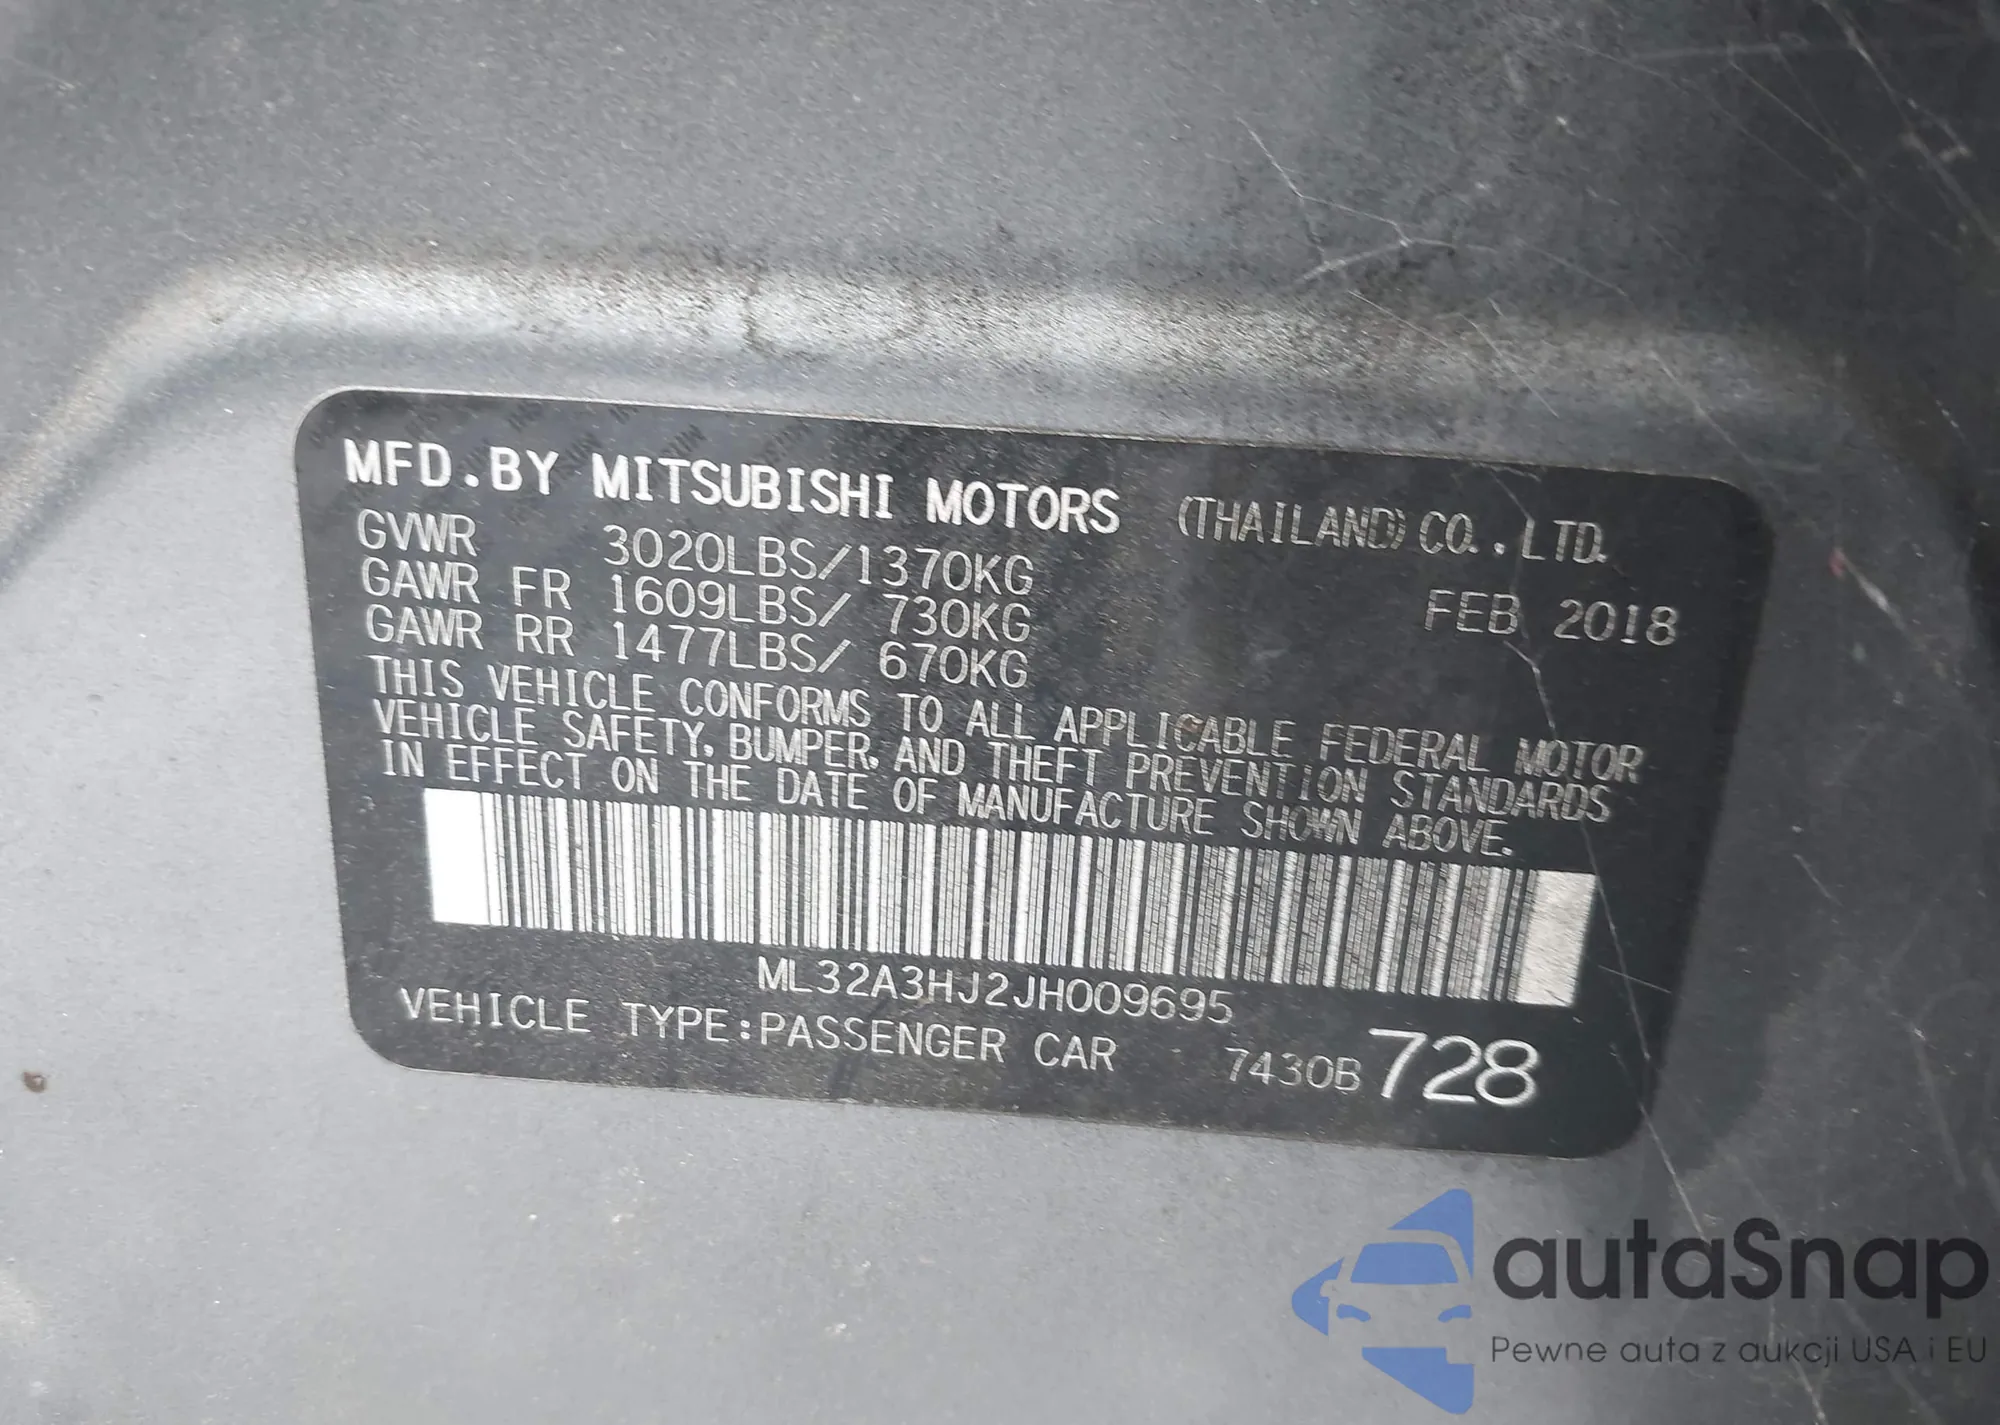 MFD.BY MITSUBISHI MOTORS (THAILAND) CO.,LTD.
GVWR 3020LBS/1370KG FEB 2018
GAWR FR 1609LBS/ 730KG
GAWR RR 1477LBS/ 670KG
THIS VEHICLE CONFORMS TO ALL APPLICABLE FEDERAL MOTOR
VEHICLE SAFETY, BUMPER, AND THEFT PREVENTION STANDARDS
IN EFFECT ON THE DATE OF MANUFACTURE SHOWN ABOVE.
ML32A3HJ2JH009695
VEHICLE TYPE:PASSENGER CAR 7430B728
autaSnap
Pewne auta z aukcji USA i EU